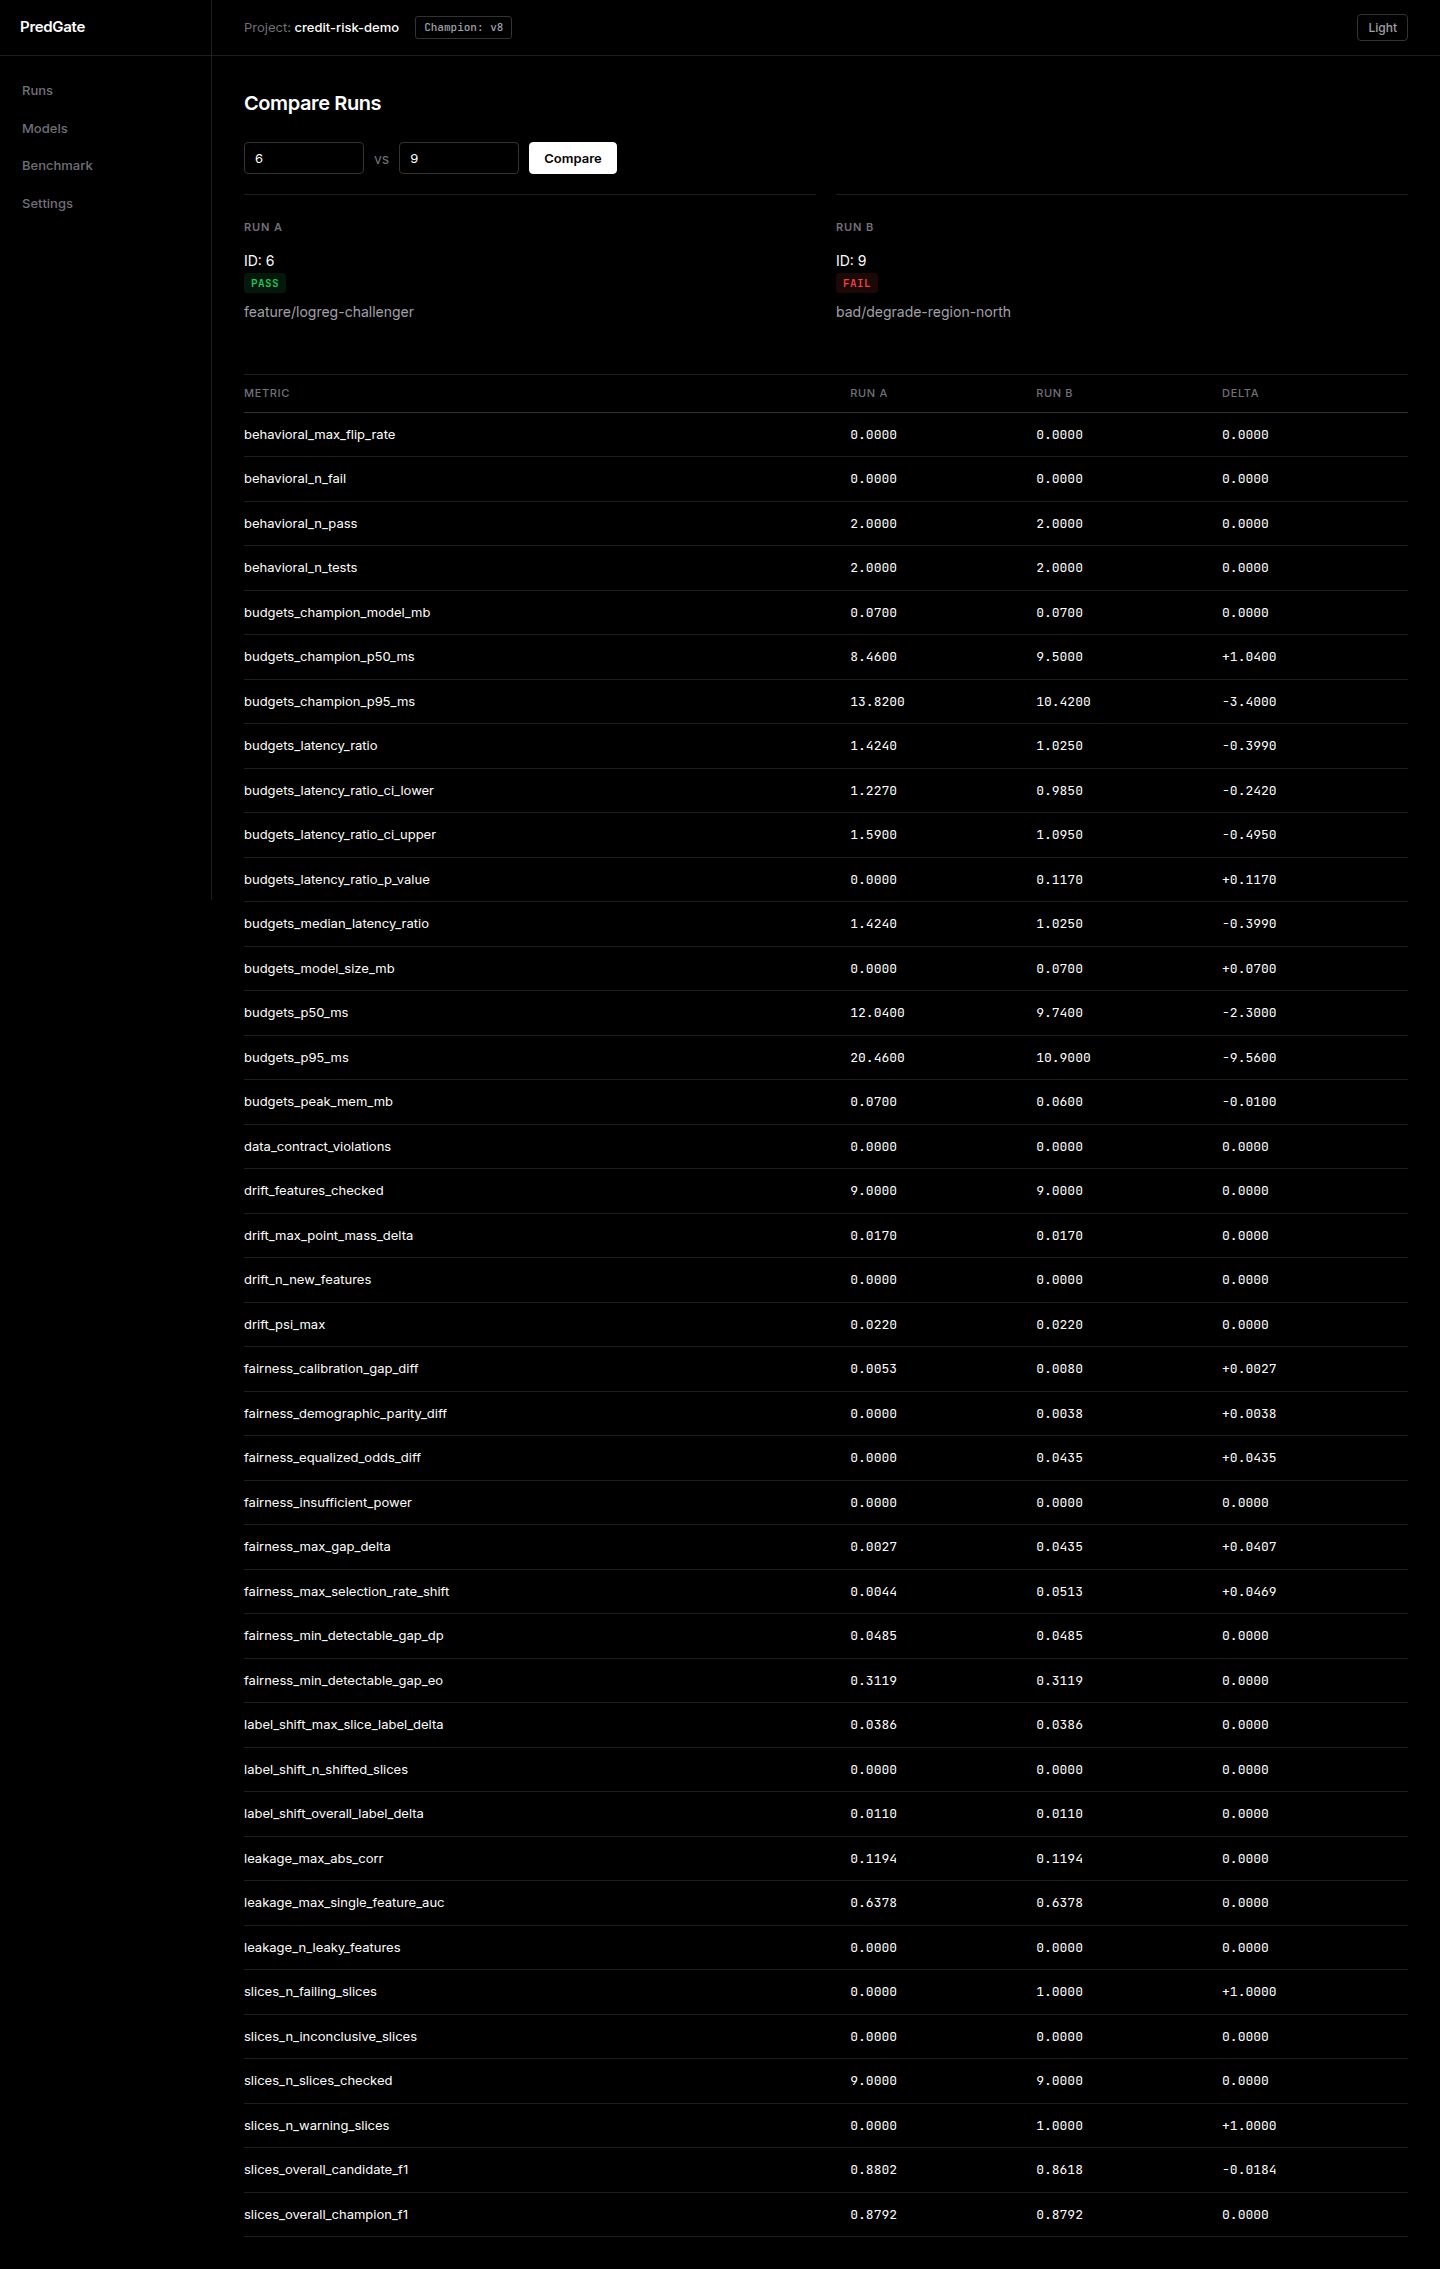 PredGate
Project: credit-risk-demo
Champion: v8
Light
Runs
Models
Benchmark
Settings
Compare Runs
6 vs 9 Compare
RUN A
ID: 6
PASS
feature/logreg-challenger
RUN B
ID: 9
FAIL
bad/degrade-region-north
METRIC RUN A RUN B DELTA
behavioral_max_flip_rate 0.0000 0.0000 0.0000
behavioral_n_fail 0.0000 0.0000 0.0000
behavioral_n_pass 2.0000 2.0000 0.0000
behavioral_n_tests 2.0000 2.0000 0.0000
budgets_champion_model_mb 0.0700 0.0700 0.0000
budgets_champion_p50_ms 8.4600 9.5000 +1.0400
budgets_champion_p95_ms 13.8200 10.4200 -3.4000
budgets_latency_ratio 1.4240 1.0250 -0.3990
budgets_latency_ratio_ci_lower 1.2270 0.9850 -0.2420
budgets_latency_ratio_ci_upper 1.5900 1.0950 -0.4950
budgets_latency_ratio_p_value 0.0000 0.1170 +0.1170
budgets_median_latency_ratio 1.4240 1.0250 -0.3990
budgets_model_size_mb 0.0000 0.0700 +0.0700
budgets_p50_ms 12.0400 9.7400 -2.3000
budgets_p95_ms 20.4600 10.9000 -9.5600
budgets_peak_mem_mb 0.0700 0.0600 -0.0100
data_contract_violations 0.0000 0.0000 0.0000
drift_features_checked 9.0000 9.0000 0.0000
drift_max_point_mass_delta 0.0170 0.0170 0.0000
drift_n_new_features 0.0000 0.0000 0.0000
drift_psi_max 0.0220 0.0220 0.0000
fairness_calibration_gap_diff 0.0053 0.0080 +0.0027
fairness_demographic_parity_diff 0.0000 0.0038 +0.0038
fairness_equalized_odds_diff 0.0000 0.0435 +0.0435
fairness_insufficient_power 0.0000 0.0000 0.0000
fairness_max_gap_delta 0.0027 0.0435 +0.0407
fairness_max_selection_rate_shift 0.0044 0.0513 +0.0469
fairness_min_detectable_gap_dp 0.0485 0.0485 0.0000
fairness_min_detectable_gap_eo 0.3119 0.3119 0.0000
label_shift_max_slice_label_delta 0.0386 0.0386 0.0000
label_shift_n_shifted_slices 0.0000 0.0000 0.0000
label_shift_overall_label_delta 0.0110 0.0110 0.0000
leakage_max_abs_corr 0.1194 0.1194 0.0000
leakage_max_single_feature_auc 0.6378 0.6378 0.0000
leakage_n_leaky_features 0.0000 0.0000 0.0000
slices_n_failing_slices 0.0000 1.0000 +1.0000
slices_n_inconclusive_slices 0.0000 0.0000 0.0000
slices_n_slices_checked 9.0000 9.0000 0.0000
slices_n_warning_slices 0.0000 1.0000 +1.0000
slices_overall_candidate_f1 0.8802 0.8618 -0.0184
slices_overall_champion_f1 0.8792 0.8792 0.0000